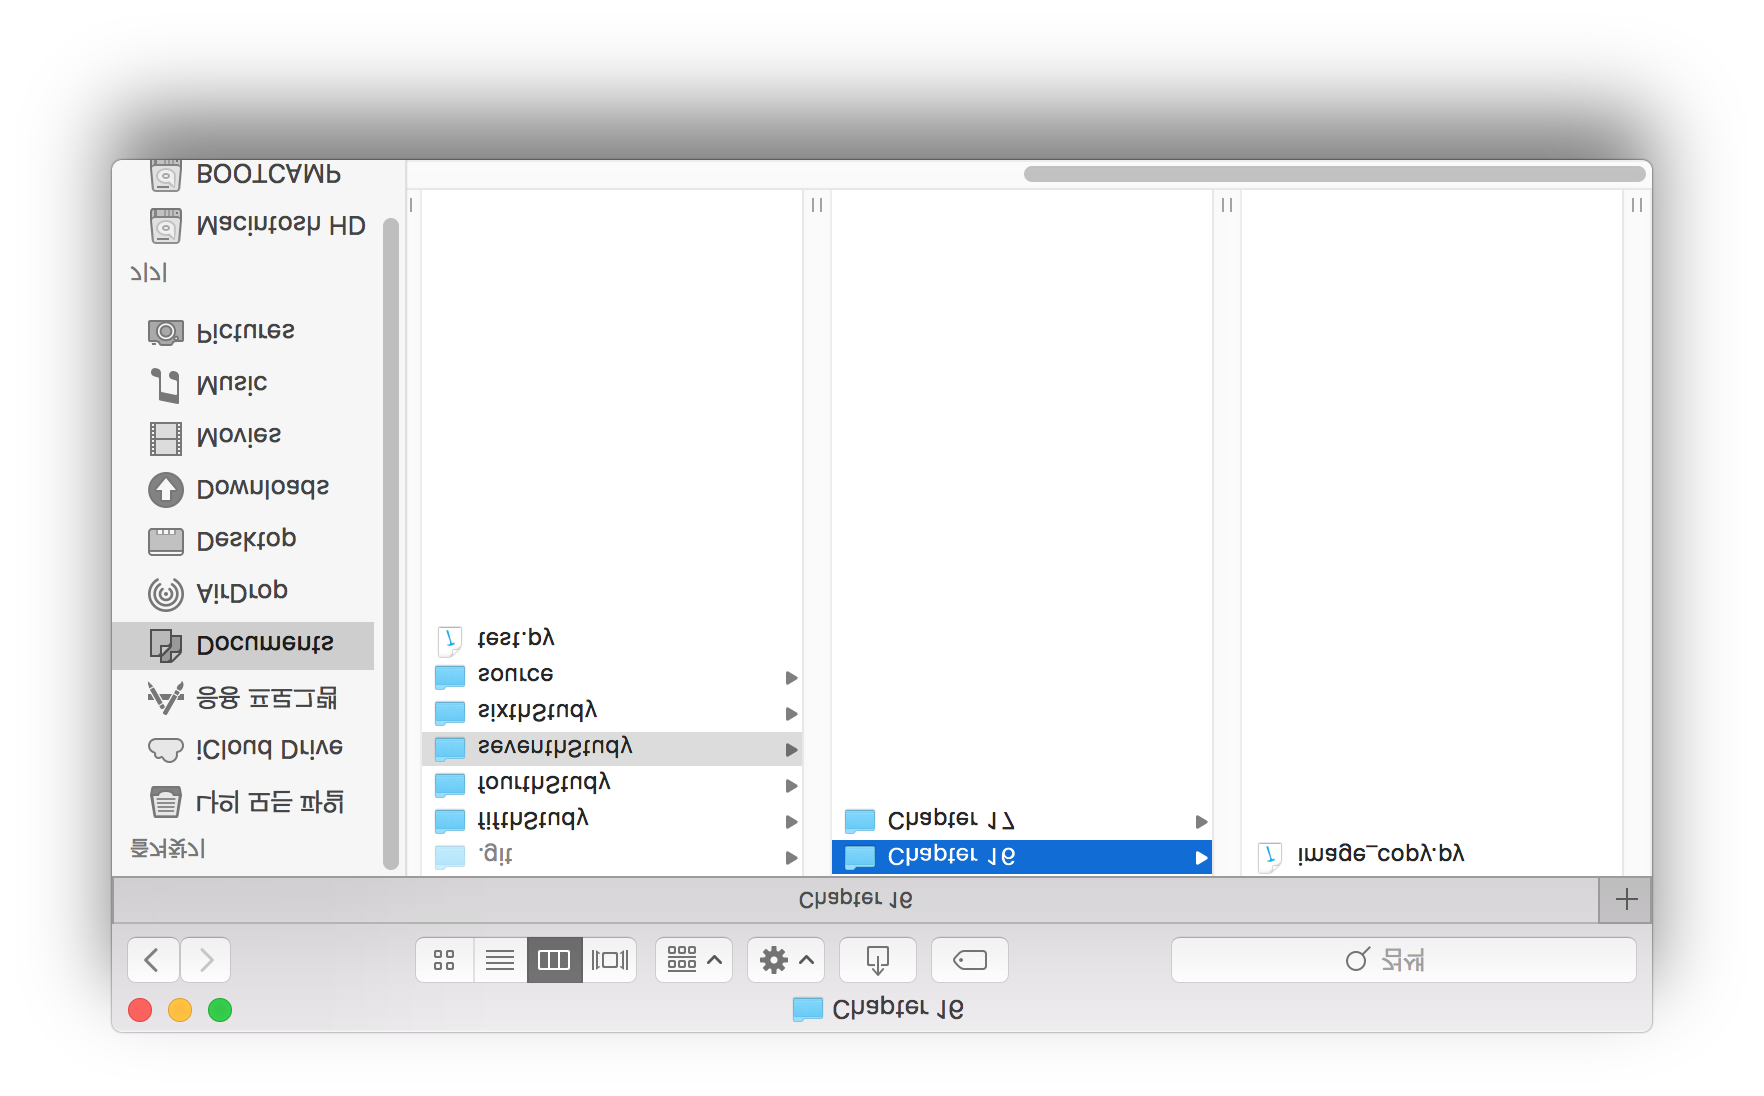 Chapter 16
검색
Chapter 16
즐겨찾기
나의 모든 파일
iCloud Drive
응용 프로그램
Documents
AirDrop
Desktop
Downloads
Movies
Music
Pictures
기기
Macintosh HD
BOOTCAMP
.git
fifthStudy
fourthStudy
seventhStudy
sixthStudy
source
test.py
Chapter 16
Chapter 17
image_copy.py